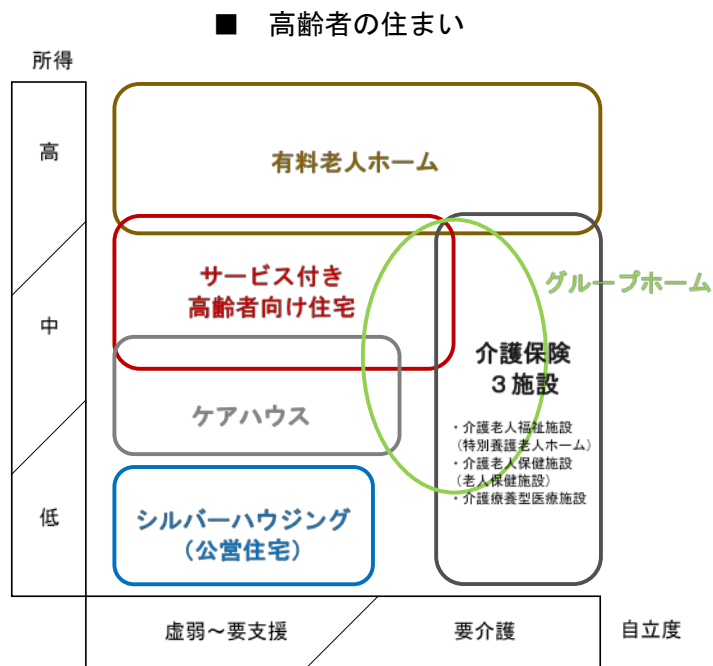 ■　高齢者の住まい
所得
高
中
低
有料老人ホーム
サービス付き
高齢者向け住宅
グループホーム
介護保険
３施設
・介護老人福祉施設
（特別養護老人ホーム）
・介護老人保健施設
（老人保健施設）
・介護療養型医療施設
ケアハウス
シルバーハウジング
（公営住宅）
虚弱～要支援
要介護
自立度